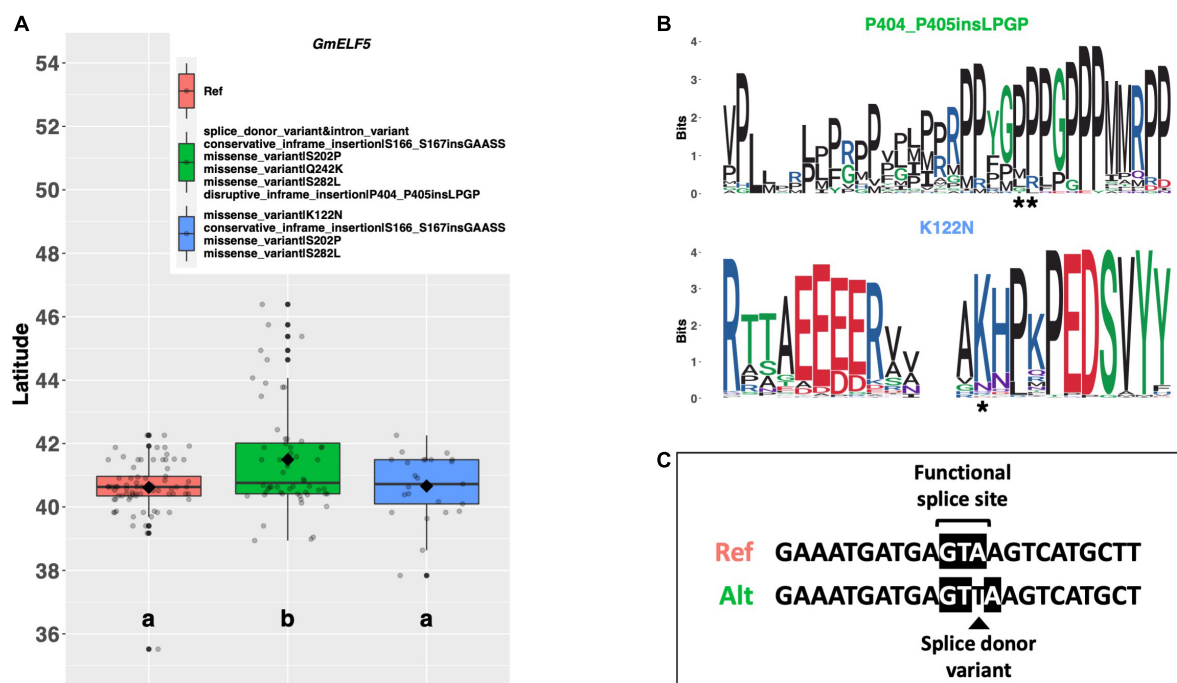 A
GmELF5
Ref
splice_donor_variant&intron_variant
conservative_inframe_insertion|S166_S167insGAASS
missense_variant|S202P
missense_variant|Q242K
missense_variant|S282L
disruptive_inframe_insertion|P404_P405insLPGP
missense_variant|K122N
conservative_inframe_insertion|S166_S167insGAASS
missense_variant|S202P
missense_variant|S282L
Latitude
54
52
50
48
46
44
42
40
38
36
a b a
B
P404_P405insLPGP
Bits
4
3
2
1
0
**
K122N
Bits
4
3
2
1
0
*
C
Functional
splice site
Ref GAAATGATGAGTAAGTCATGCTT
Alt GAAATGATGAGTTAAGTCATGCT
Splice donor
variant